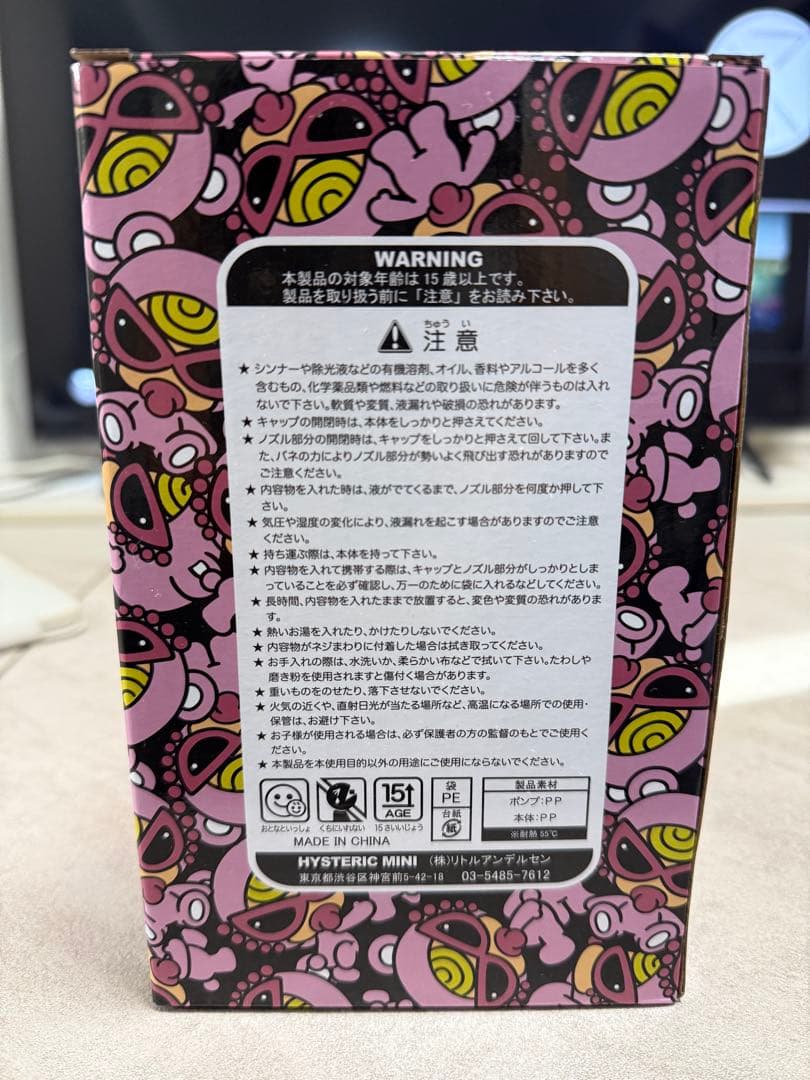 WARNING
本製品の対象年齢は15歳以上です。
製品を取り扱う前に「注意」をお読み下さい。
ちゅう い
注意
★ シンナーや除光液などの有機溶剤、オイル、香料やアルコールを多く
含むもの、化学薬品類や燃料などの取り扱いに危険が伴うものは入れ
ないで下さい。軟質や変質、液漏れや破損の恐れがあります。
★ キャップの開閉時は、本体をしっかりと押さえてください。
★ ノズル部分の開閉時は、キャップをしっかりと押さえて回して下さい。ま
た、バネの力によりノズル部分が勢いよく飛び出す恐れがありますので
ご注意ください。
★ 内容物を入れた時は、液がでてくるまで、ノズル部分を何度か押して下
さい。
★ 気圧や湿度の変化により、液漏れを起こす場合がありますのでご注意
ください。
★ 持ち運ぶ際は、本体を持って下さい。
★ 内容物を入れて携帯する際は、キャップとノズル部分がしっかりとしま
っていることを必ず確認し、万一のために袋に入れるなどしてください。
★ 長時間、内容物を入れたままで放置すると、変色や変質の恐れがありま
す。
★ 熱いお湯を入れたり、かけたりしないでください。
★ 内容物がネジまわりに付着した場合は拭き取ってください。
★ お手入れの際は、水洗いか、柔らかい布などで拭いて下さい。たわしや
磨き粉を使用されますと傷付く場合があります。
★ 重いものをのせたり、落下させないでください。
★ 火気の近くや、直射日光が当たる場所など、高温になる場所での使用・
保管は、お避け下さい。
★ お子様が使用される場合は、必ず保護者の方の監督のもとでご使用く
ださい。
★ 本製品を本使用目的以外の用途にご使用にならないでください。
15↑
AGE
おとなといっしょ くちにいれない 15さいいじょう
袋
PE
台紙
紙
製品素材
ポンプ:PP
本体:PP
※耐熱55℃
MADE IN CHINA
HYSTERIC MINI (株)リトルアンデルセン
東京都渋谷区神宮前5-42-18 03-5485-7612